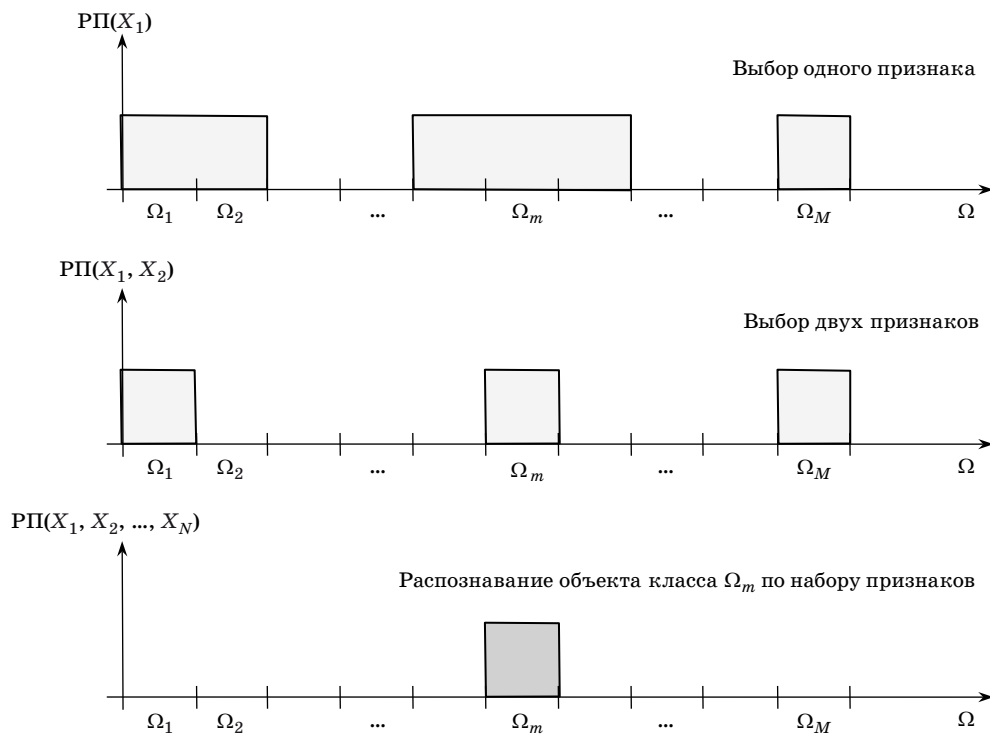 РП(X₁)
Выбор одного признака
Ω₁ Ω₂ ... Ωₘ ... Ω_M Ω
РП(X₁, X₂)
Выбор двух признаков
Ω₁ Ω₂ ... Ωₘ ... Ω_M Ω
РП(X₁, X₂, ..., X_N)
Распознавание объекта класса Ωₘ по набору признаков
Ω₁ Ω₂ ... Ωₘ ... Ω_M Ω